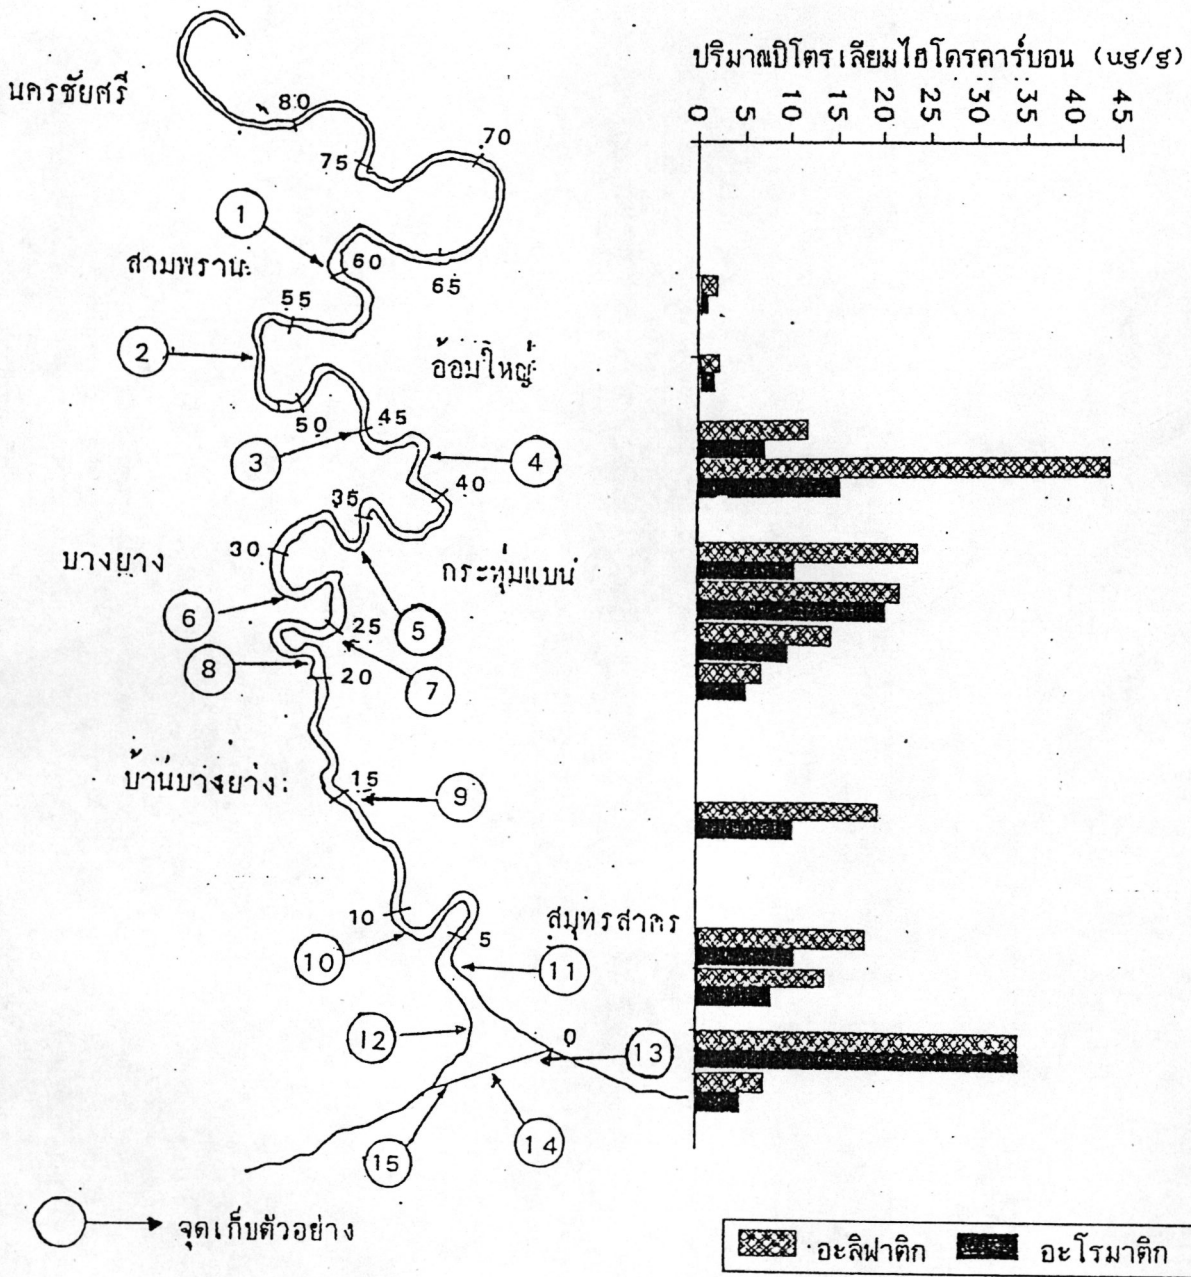 ปริมาณปิโตรเลียมไฮโดรคาร์บอน (ug/g)
0 5 10 15 20 25 30 35 40 45
นครชัยศรี
80
70
75
1
สามพราน
60
65
55
2
อ้อมใหญ่
50
45
3
4
40
35
30
บางยาง
กระทุ่มแบน
6
5
25
8
7
20
บ้านบางยาง
15
9
10
สมุทรสาคร
5
10
11
12
0
13
14
15
จุดเก็บตัวอย่าง
อะลิฟาติก อะโรมาติก